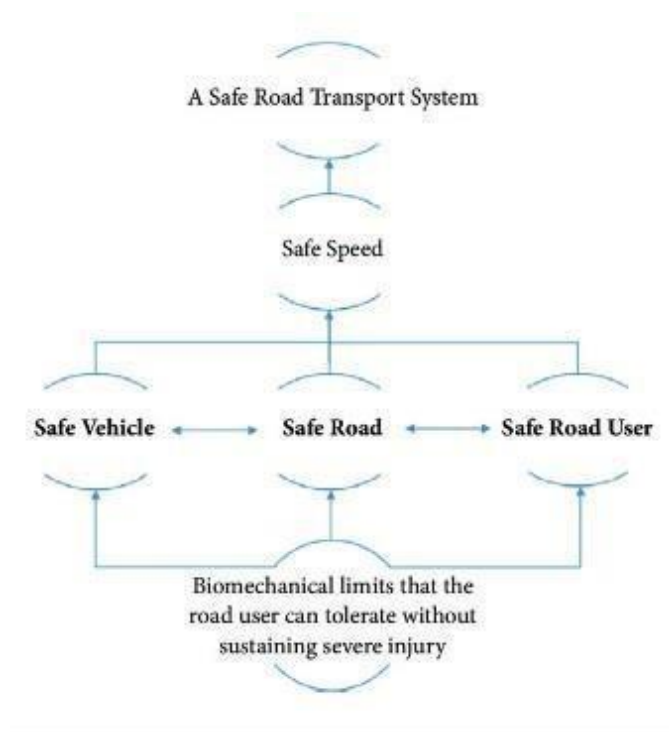 A Safe Road Transport System
Safe Speed
Safe Vehicle
Safe Road
Safe Road User
Biomechanical limits that the
road user can tolerate without
sustaining severe injury